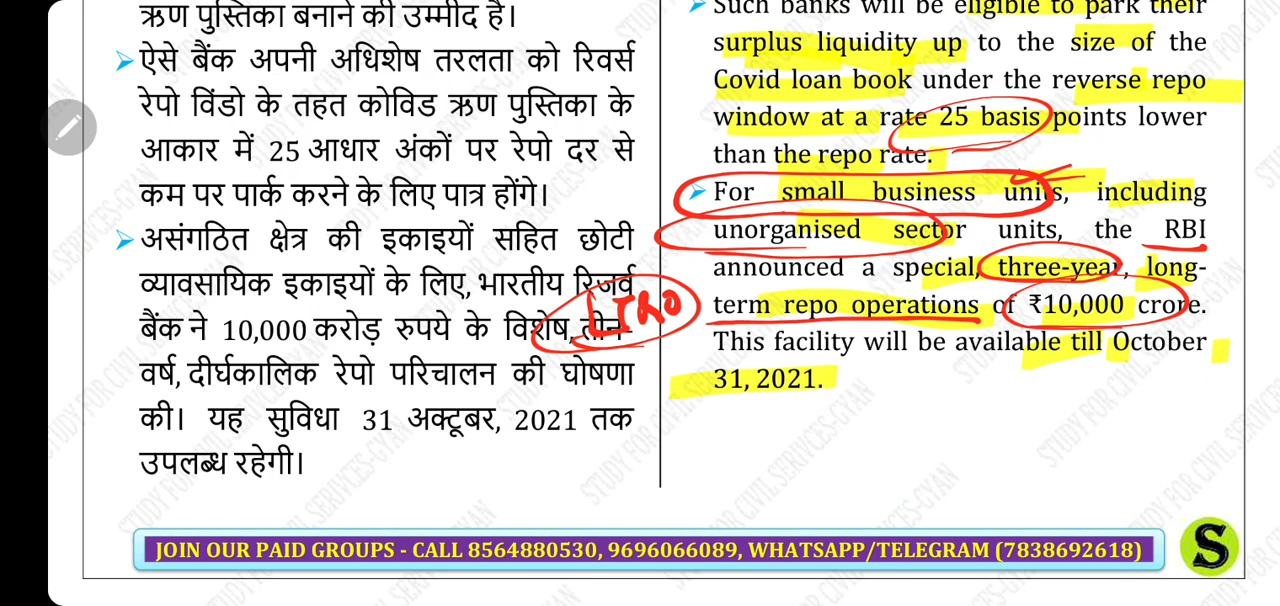 ऋण पुस्तिका बनाने की उम्मीद है।
ऐसे बैंक अपनी अधिशेष तरलता को रिवर्स
रेपो विंडो के तहत कोविड ऋण पुस्तिका के
आकार में 25 आधार अंकों पर रेपो दर से
कम पर पार्क करने के लिए पात्र होंगे।
असंगठित क्षेत्र की इकाइयों सहित छोटी
व्यावसायिक इकाइयों के लिए, भारतीय रिजर्व
बैंक ने 10,000 करोड़ रुपये के विशेष, तीन-
वर्ष, दीर्घकालिक रेपो परिचालन की घोषणा
की। यह सुविधा 31 अक्टूबर, 2021 तक
उपलब्ध रहेगी।
Such banks will be eligible to park their
surplus liquidity up to the size of the
Covid loan book under the reverse repo
window at a rate 25 basis points lower
than the repo rate.
For small business units, including
unorganised sector units, the RBI
announced a special, three-year, long-
term repo operations of ₹10,000 crore.
This facility will be available till October
31, 2021.
LTRO
JOIN OUR PAID GROUPS - CALL 8564880530, 9696066089, WHATSAPP/TELEGRAM (7838692618)
S
STUDY FOR CIVIL SERIVCES-GYAN